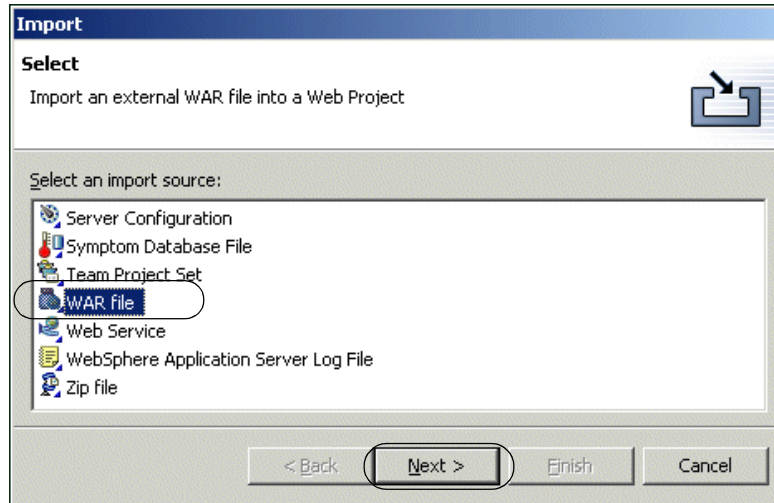 Import
Select
Import an external WAR file into a Web Project
Select an import source:
Server Configuration
Symptom Database File
Team Project Set
WAR file
Web Service
WebSphere Application Server Log File
Zip file
< Back Next > Finish Cancel